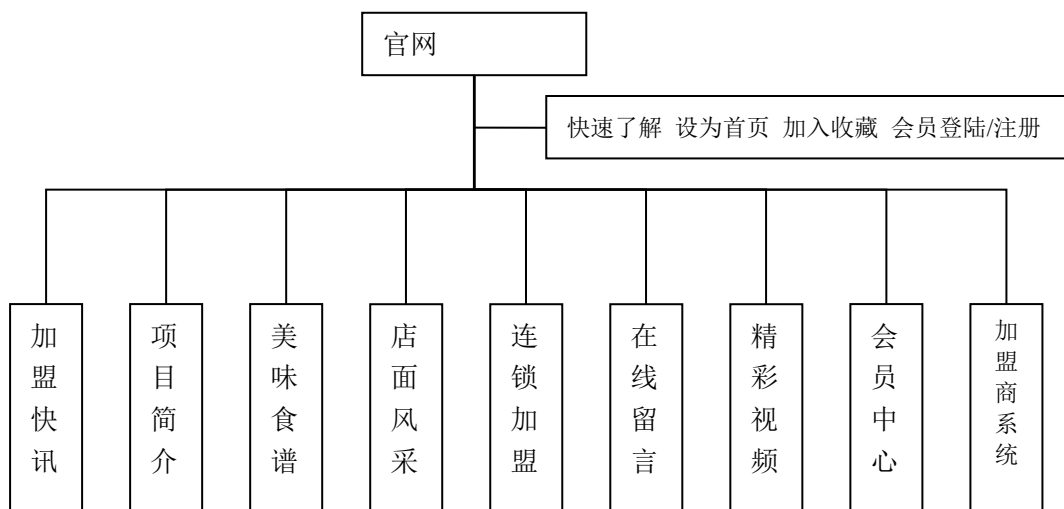 官网
快速了解 设为首页 加入收藏 会员登陆/注册
加盟快讯
项目简介
美味食谱
店面风采
连锁加盟
在线留言
精彩视频
会员中心
加盟商系统